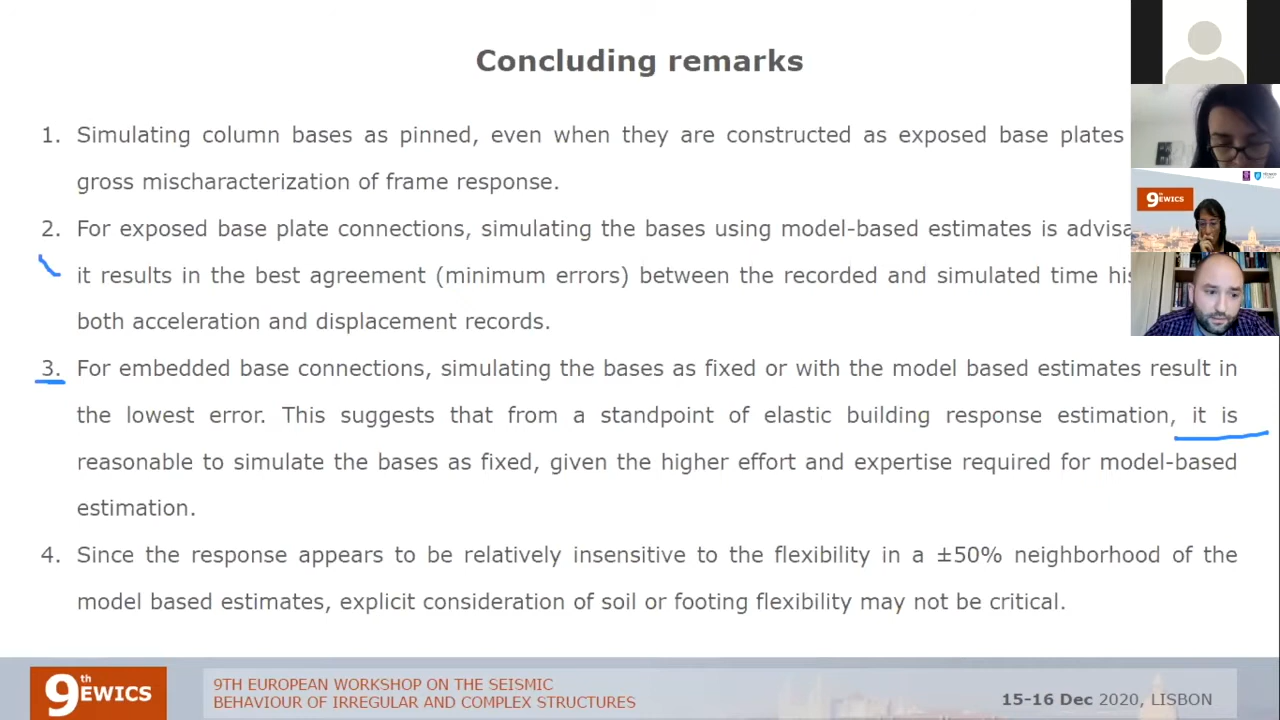 Concluding remarks
1. Simulating column bases as pinned, even when they are constructed as exposed base plates
gross mischaracterization of frame response.
2. For exposed base plate connections, simulating the bases using model-based estimates is advisa
it results in the best agreement (minimum errors) between the recorded and simulated time his
both acceleration and displacement records.
3. For embedded base connections, simulating the bases as fixed or with the model based estimates result in
the lowest error. This suggests that from a standpoint of elastic building response estimation, it is
reasonable to simulate the bases as fixed, given the higher effort and expertise required for model-based
estimation.
4. Since the response appears to be relatively insensitive to the flexibility in a ±50% neighborhood of the
model based estimates, explicit consideration of soil or footing flexibility may not be critical.
9th EWICS
9th EWICS
9TH EUROPEAN WORKSHOP ON THE SEISMIC
BEHAVIOUR OF IRREGULAR AND COMPLEX STRUCTURES
15-16 Dec 2020, LISBON